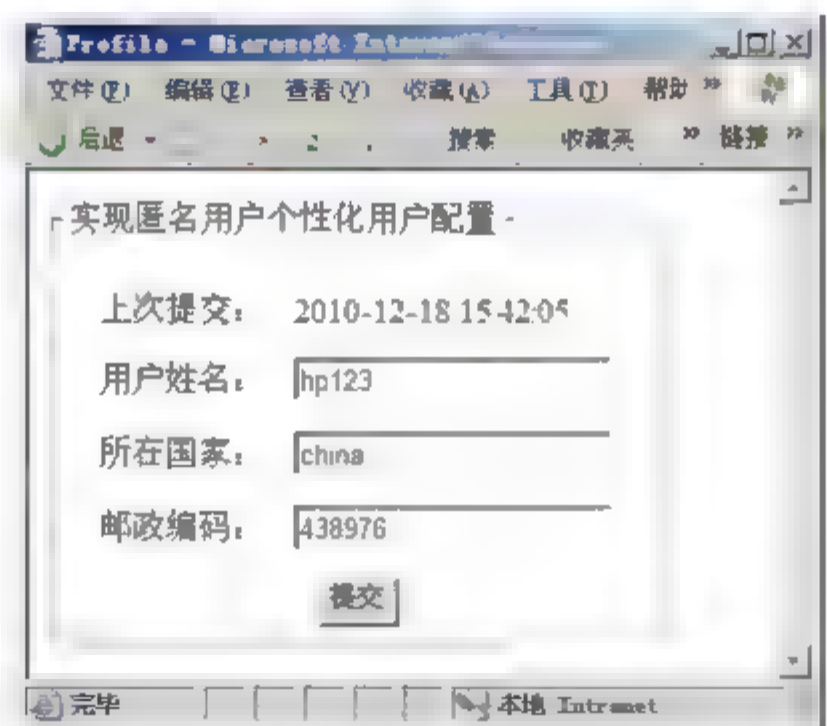 Profile - Microsoft
文件(F) 编辑(E) 查看(V) 收藏(A) 工具(T) 帮助 »
后退 搜索 收藏夹 » 链接 »
实现匿名用户个性化用户配置
上次提交： 2010-12-18 15:42:05
用户姓名： hp123
所在国家： china
邮政编码： 438976
提交
完毕 本地 Intranet